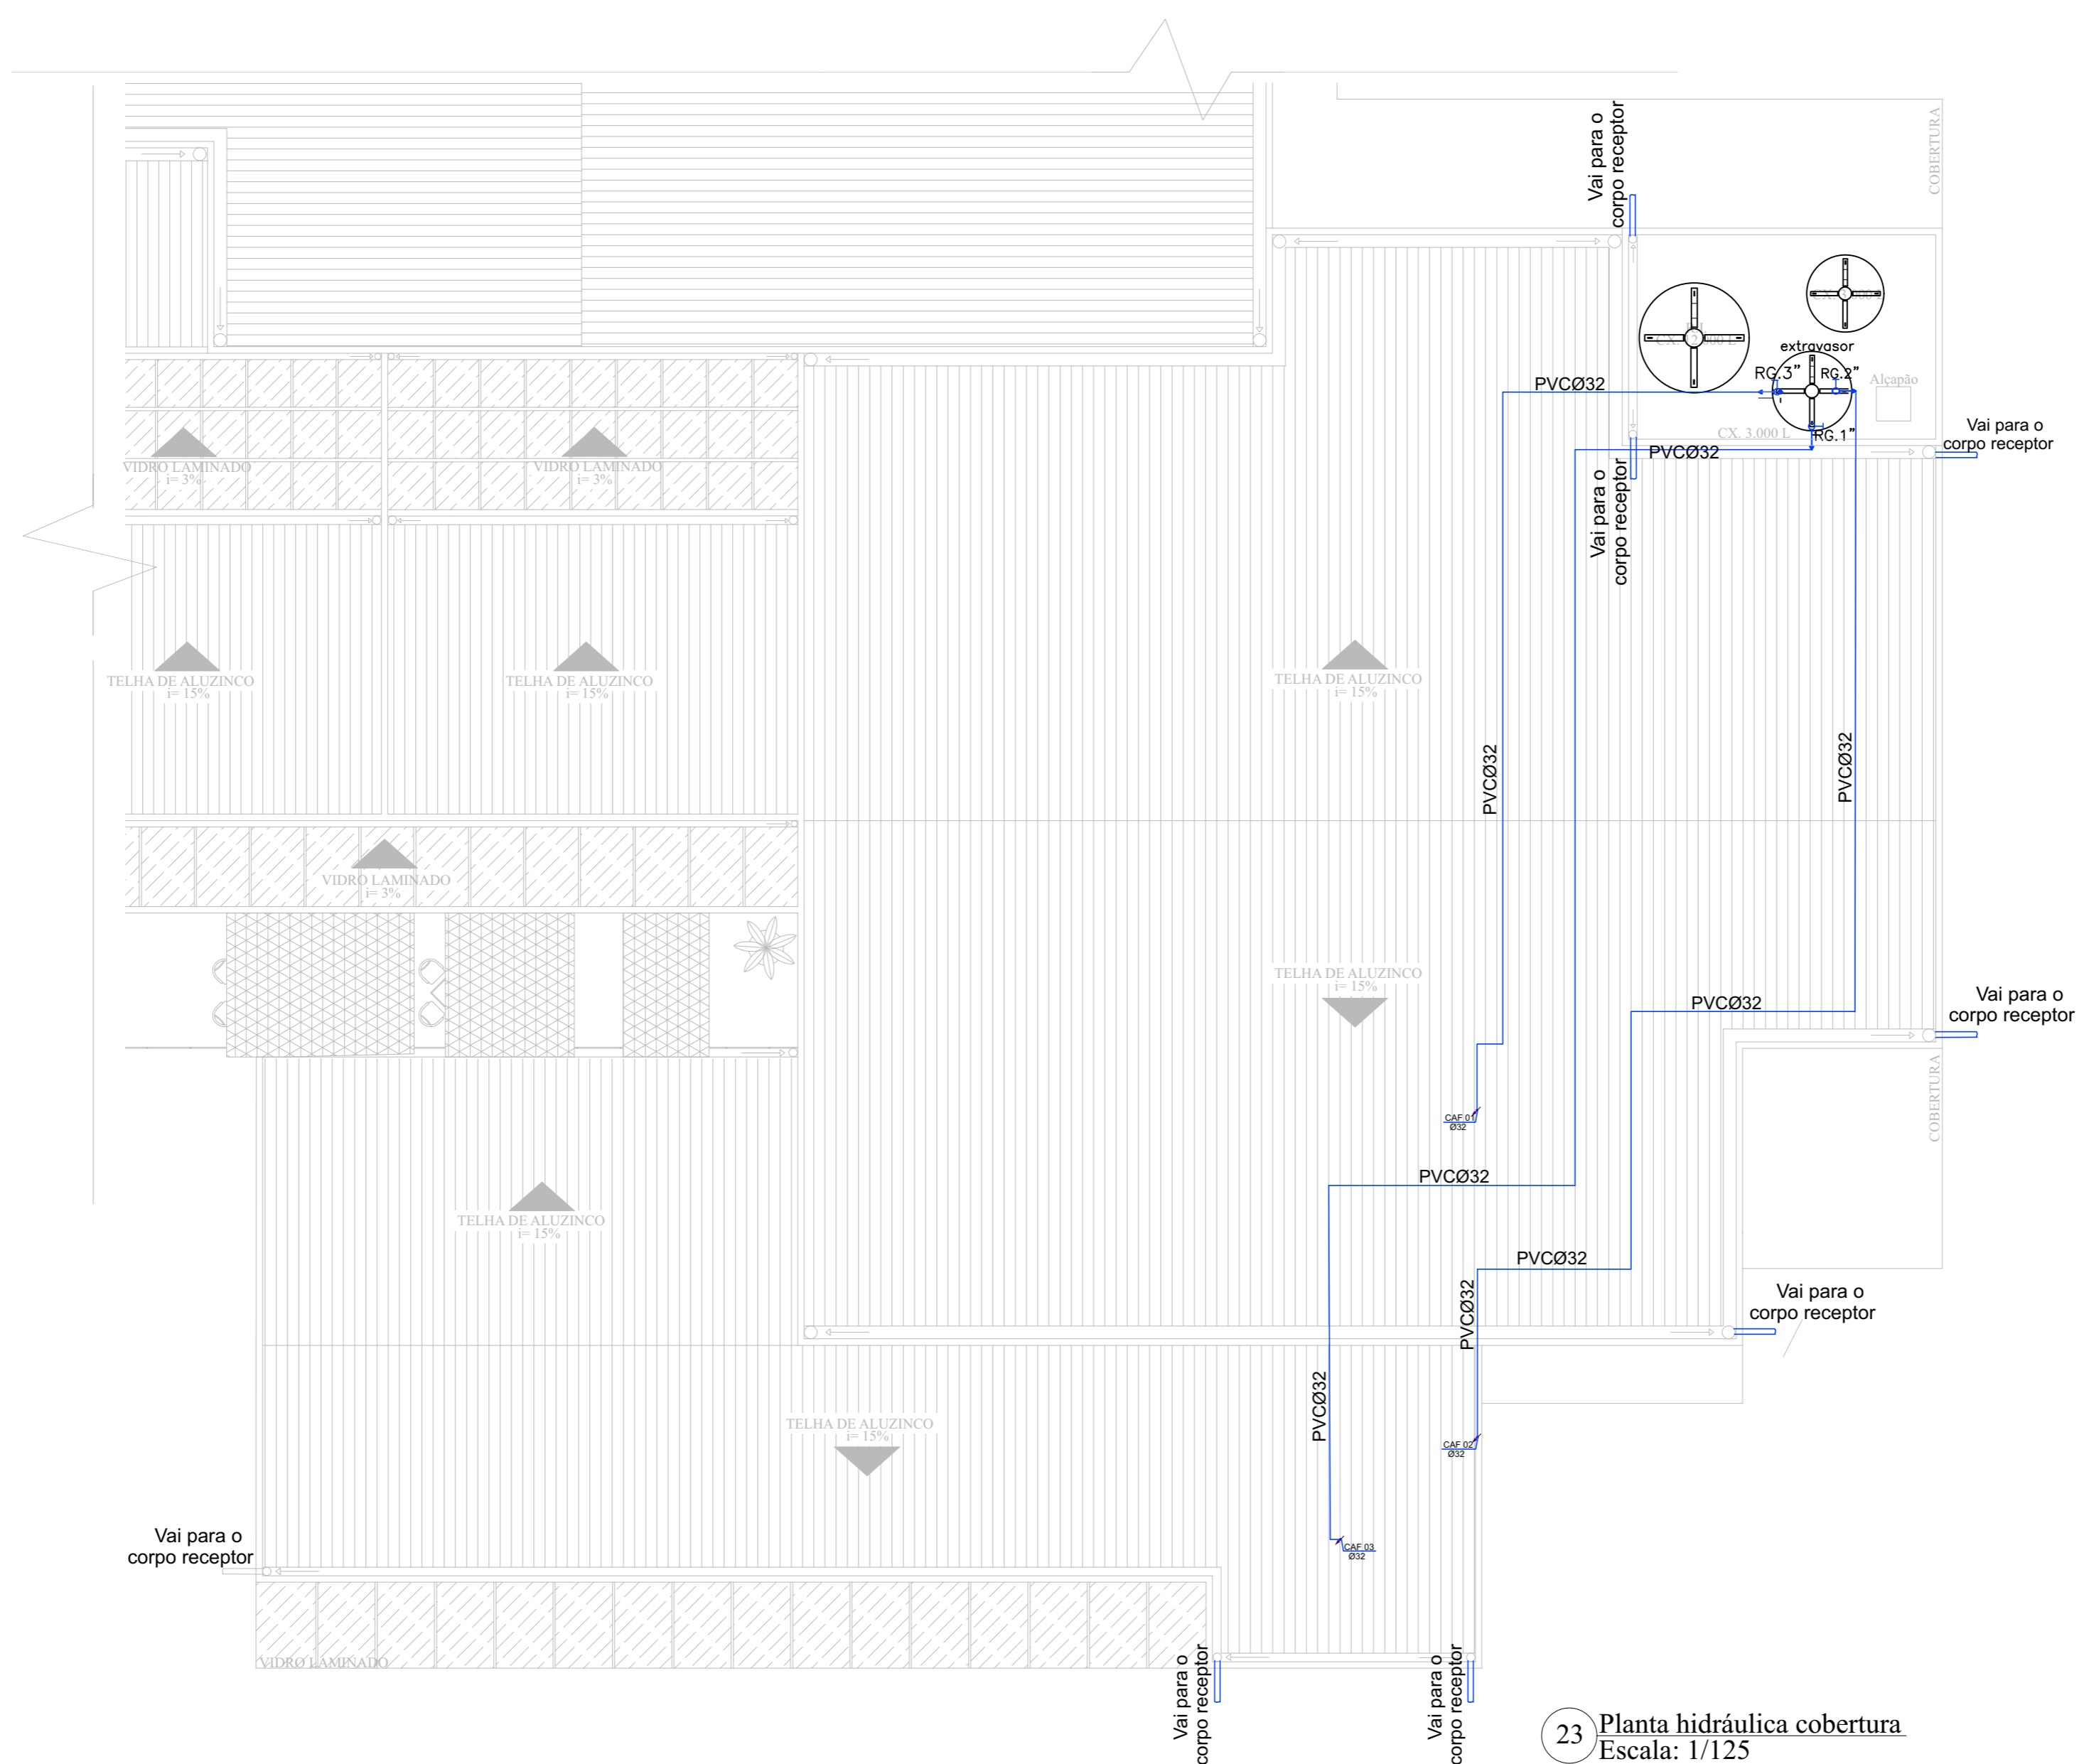 COBERTURA
Vai para o
corpo receptor
extravasor
RG.3”
RG.2”
Alçapão
PVCØ32
CX. 3.000 L
RG.1”
Vai para o
corpo receptor
PVCØ32
Vai para o
corpo receptor
VIDRO LAMINADO
i= 3%
VIDRO LAMINADO
i= 3%
TELHA DE ALUZINCO
i= 15%
TELHA DE ALUZINCO
i= 15%
TELHA DE ALUZINCO
i= 15%
PVCØ32
PVCØ32
VIDRO LAMINADO
i= 3%
TELHA DE ALUZINCO
i= 15%
PVCØ32
Vai para o
corpo receptor
COBERTURA
CAF 01
Ø32
PVCØ32
TELHA DE ALUZINCO
i= 15%
PVCØ32
PVCØ32
Vai para o
corpo receptor
PVCØ32
TELHA DE ALUZINCO
i= 15%
CAF 02
Ø32
CAF 03
Ø32
Vai para o
corpo receptor
VIDRO LAMINADO
Vai para o
corpo receptor
Vai para o
corpo receptor
23
Planta hidráulica cobertura
Escala: 1/125